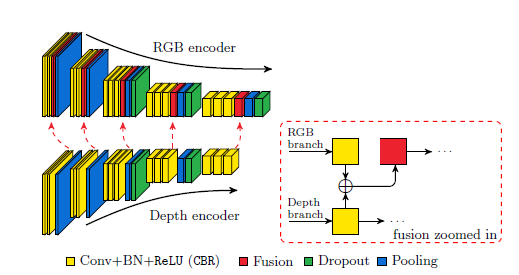 RGB encoder
RGB
branch
...
Depth
branch
...
Depth encoder
fusion zoomed in
Conv+BN+ReLU (CBR) Fusion Dropout Pooling